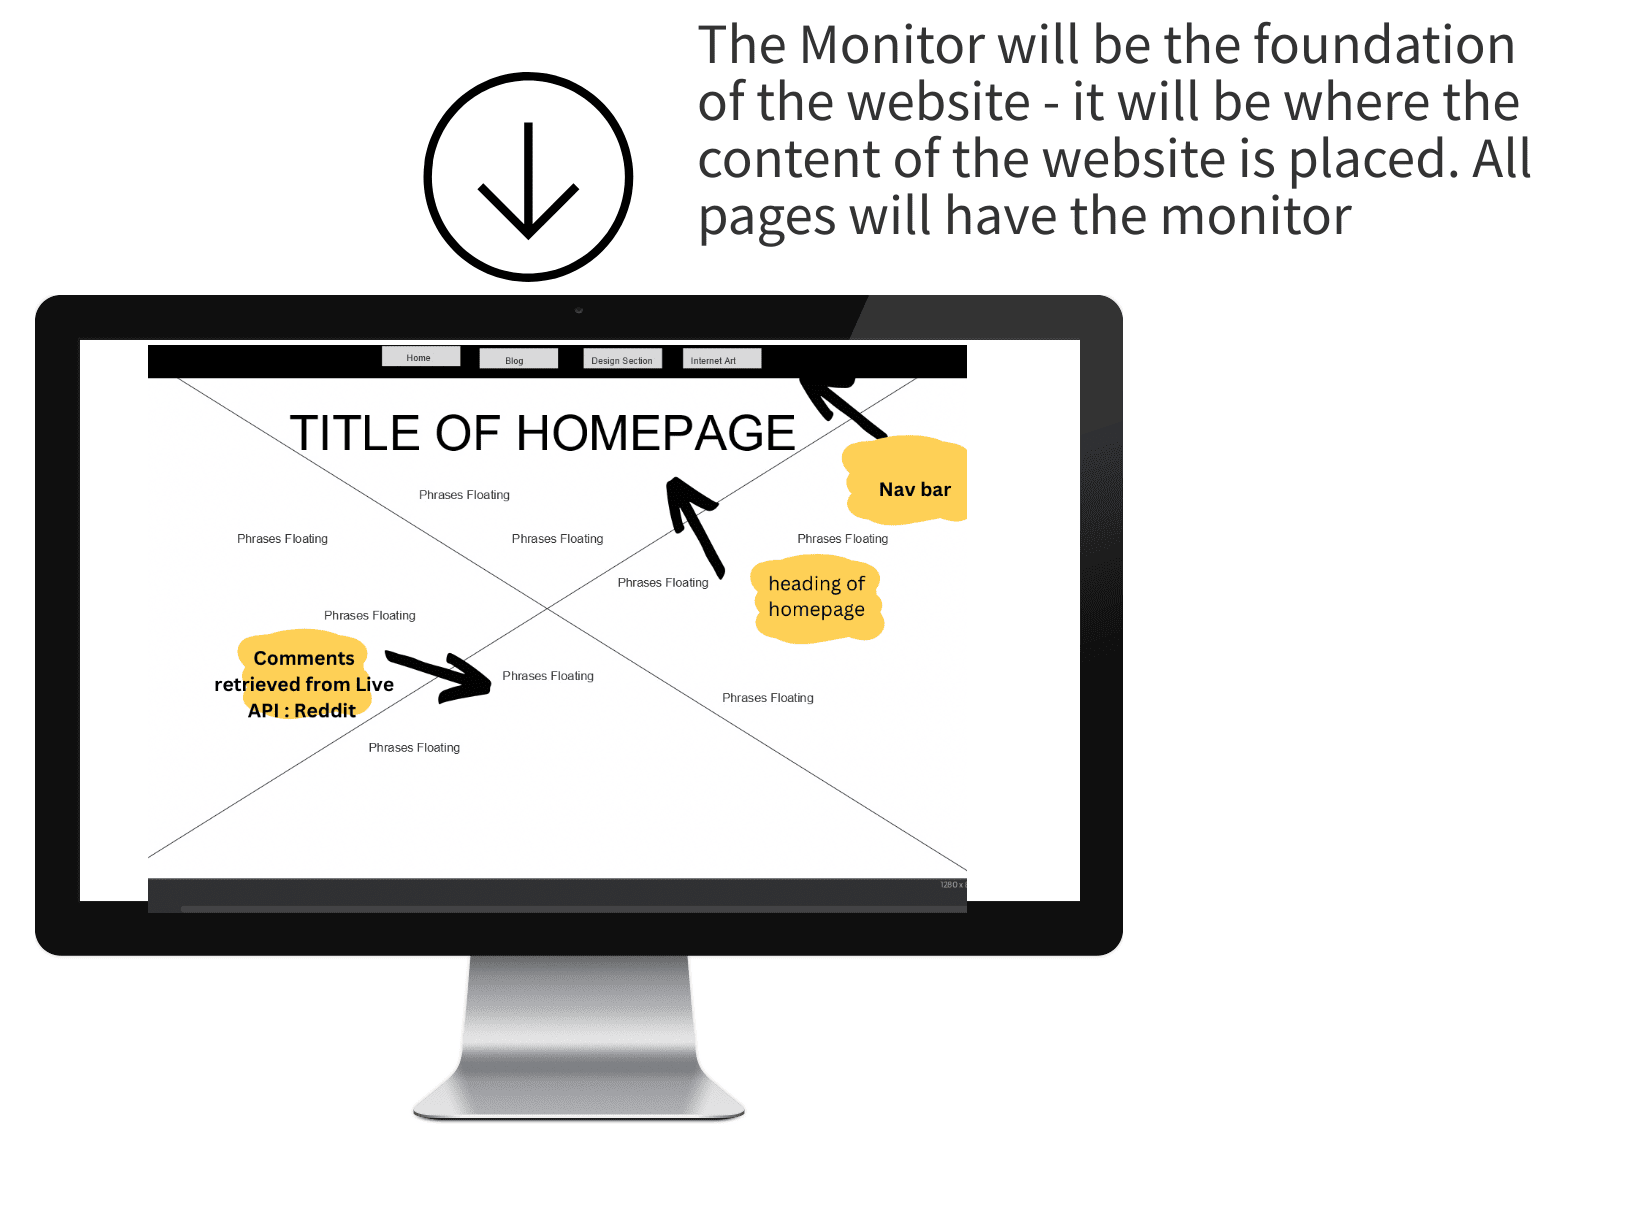 The Monitor will be the foundation
of the website - it will be where the
content of the website is placed. All
pages will have the monitor
Home
Blog
Design Section
Internet Art
TITLE OF HOMEPAGE
Nav bar
Phrases Floating
Phrases Floating
Phrases Floating
Phrases Floating
Phrases Floating
heading of
homepage
Phrases Floating
Comments
retrieved from Live
API : Reddit
Phrases Floating
Phrases Floating
Phrases Floating
1280 x